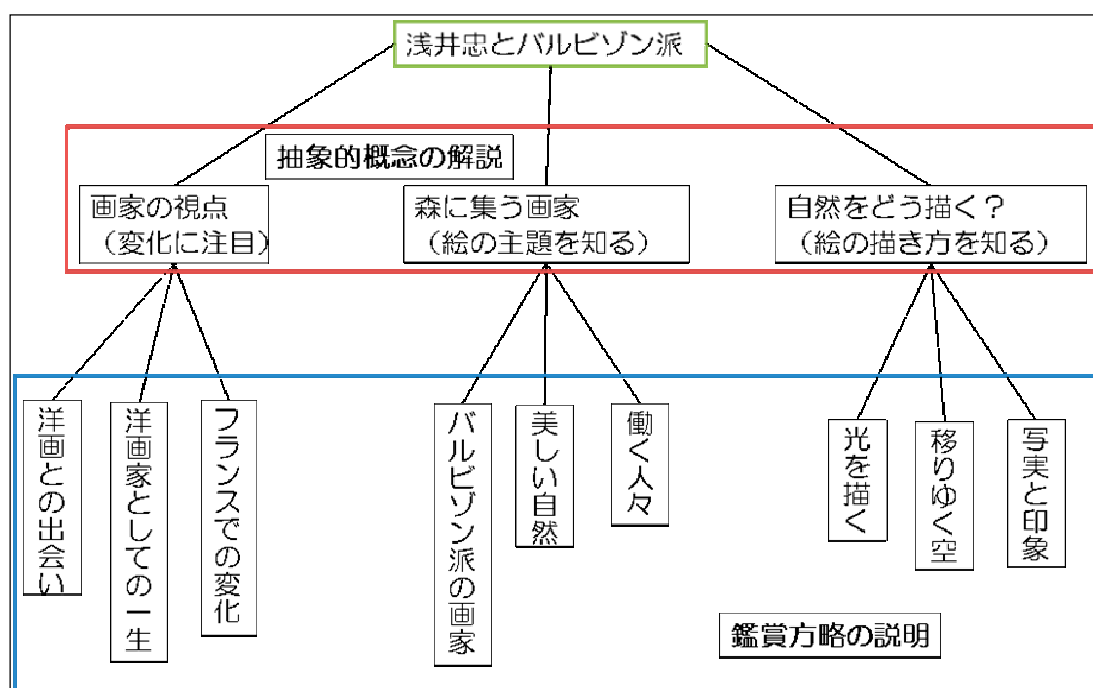 浅井忠とバルビゾン派
抽象的概念の解説
画家の視点
（変化に注目）
森に集う画家
（絵の主題を知る）
自然をどう描く？
（絵の描き方を知る）
洋画との出会い
洋画家としての一生
フランスでの変化
バルビゾン派の画家
美しい自然
働く人々
光を描く
移りゆく空
写実と印象
鑑賞方略の説明